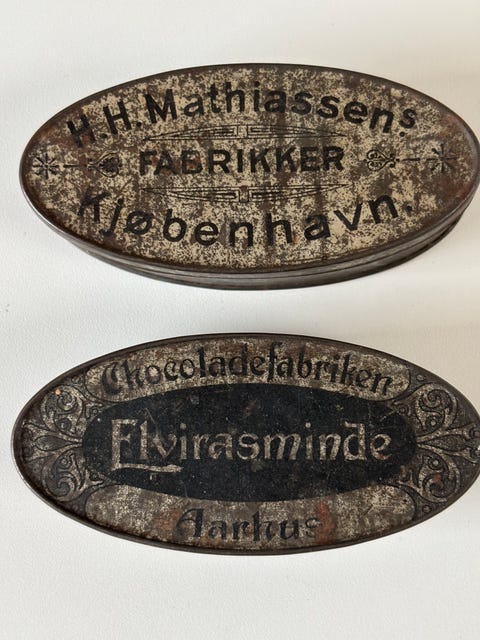 H.H. Mathiassens
FABRIKKER
Kjøbenhavn.
Chocoladefabriken
Elvirasminde
Aarhus